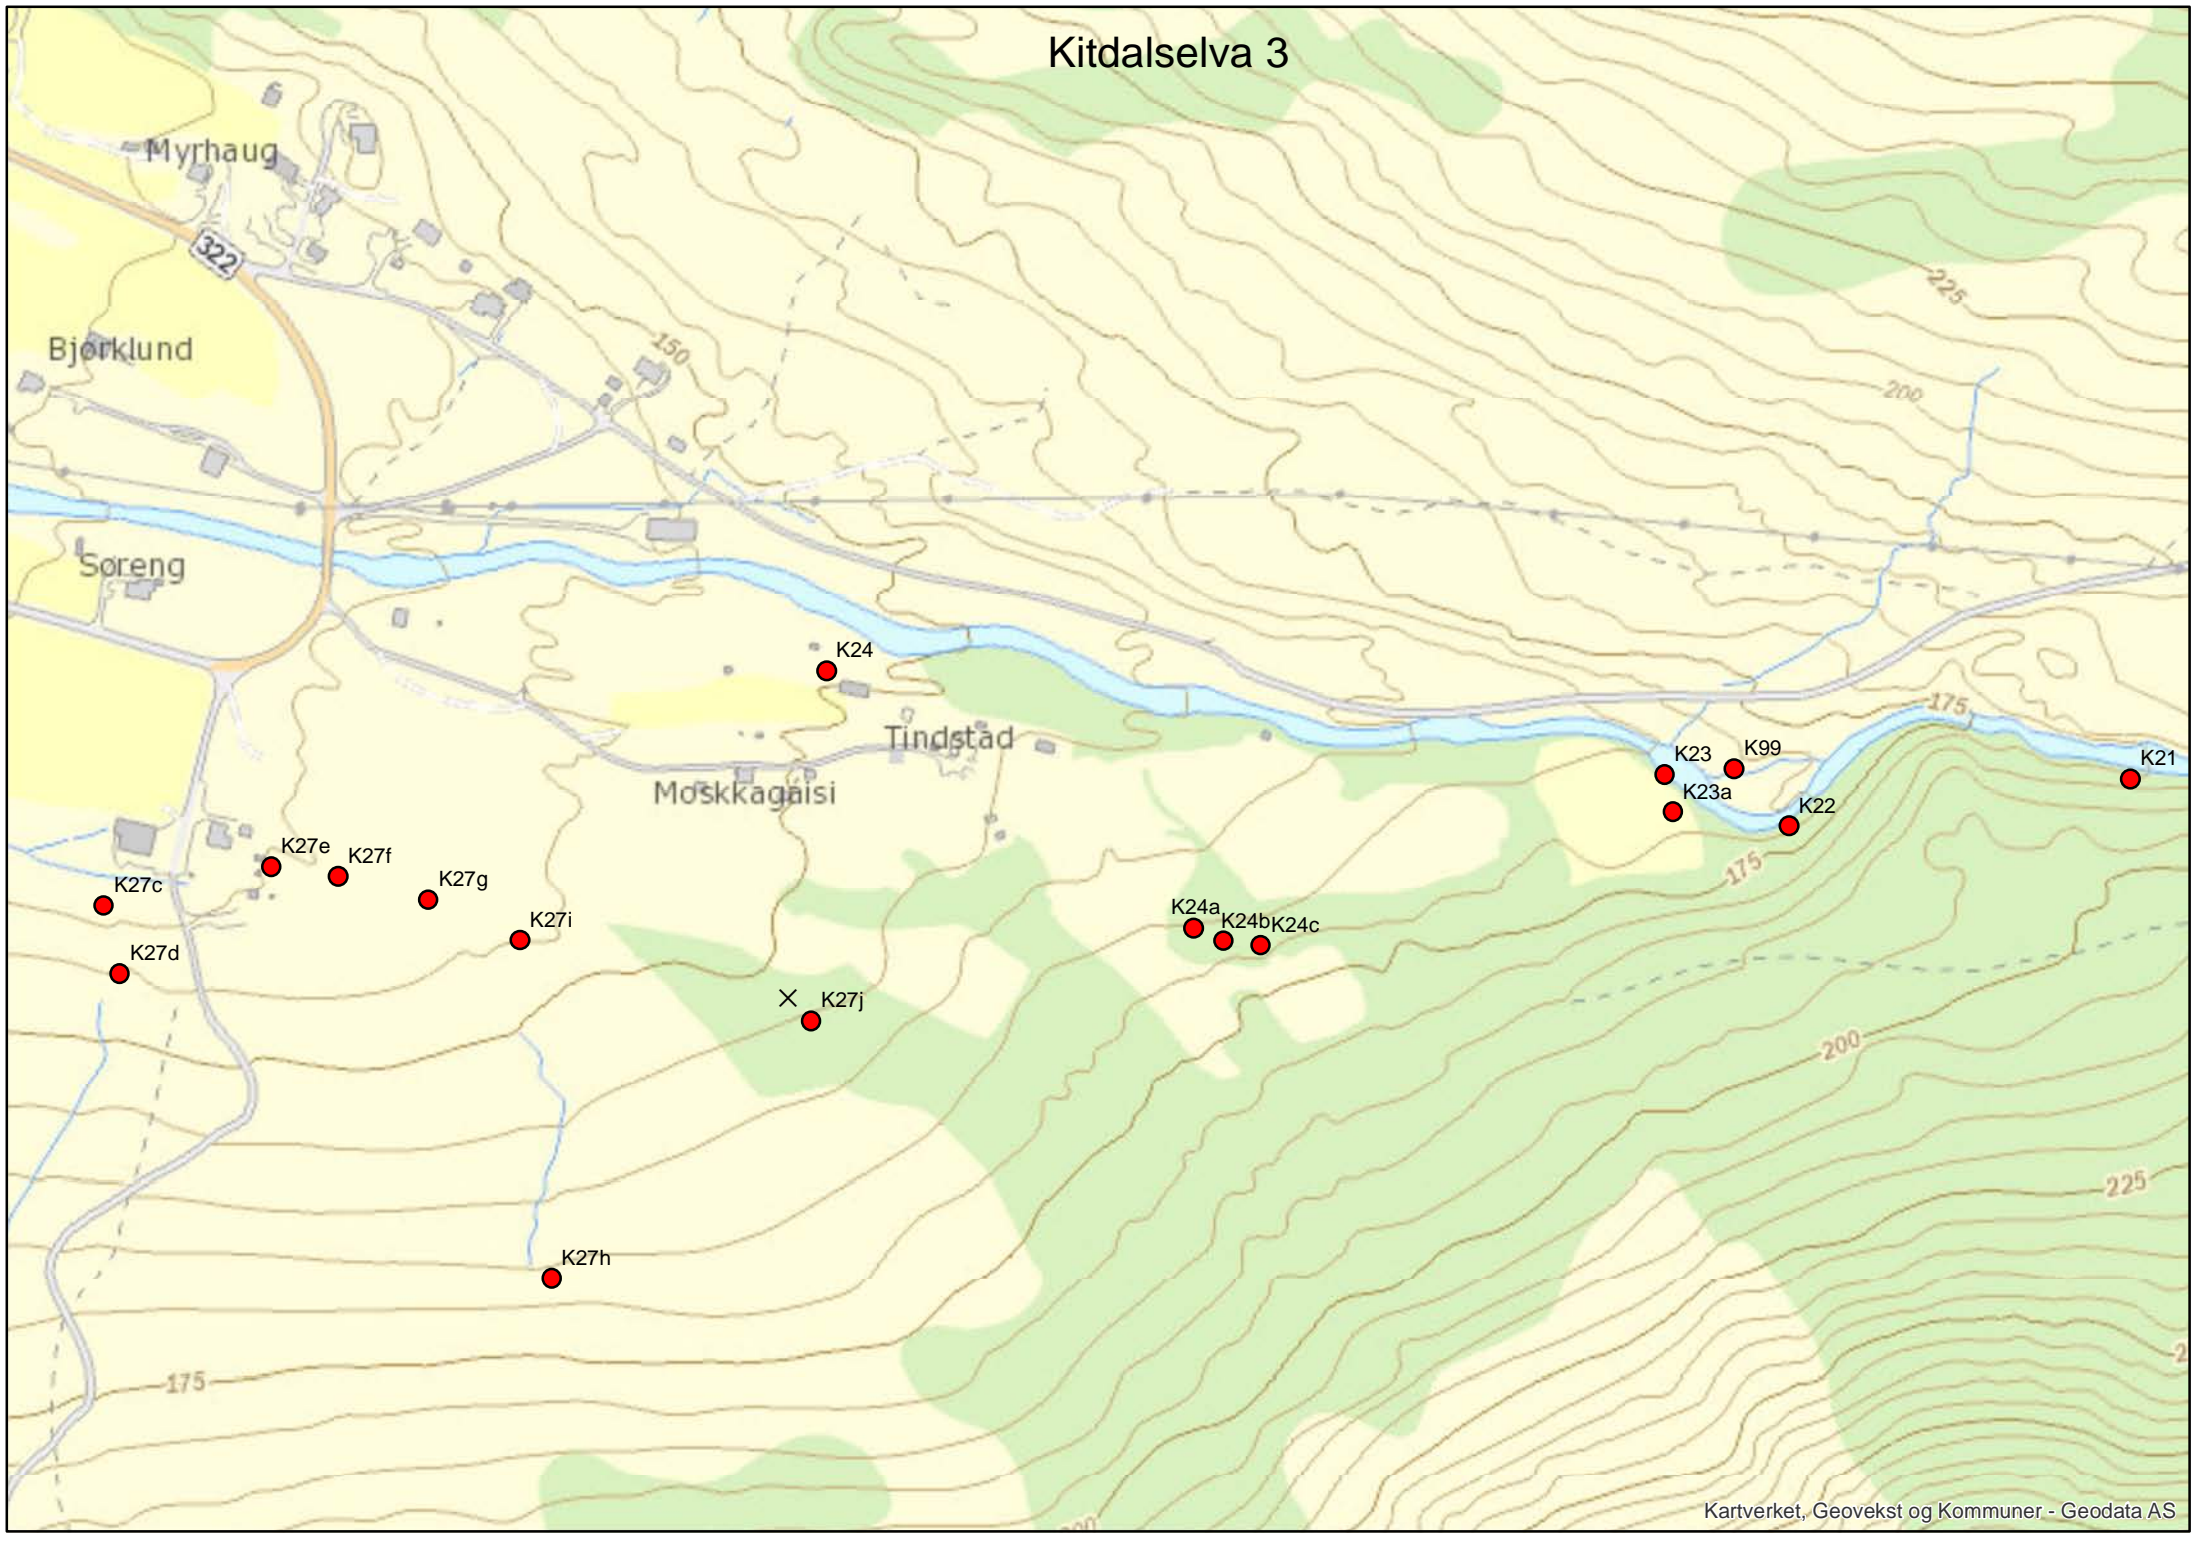 Kitdalselva 3
Myrhaug
322
Bjørklund
150
225
200
Søreng
K24
Tindstad
Moskkagáisi
175
K23
K99
K21
K23a
K22
175
K27e
K27f
K27g
K27c
K27i
K27d
K24a
K24b
K24c
K27j
200
225
K27h
175
Kartverket, Geovekst og Kommuner - Geodata AS